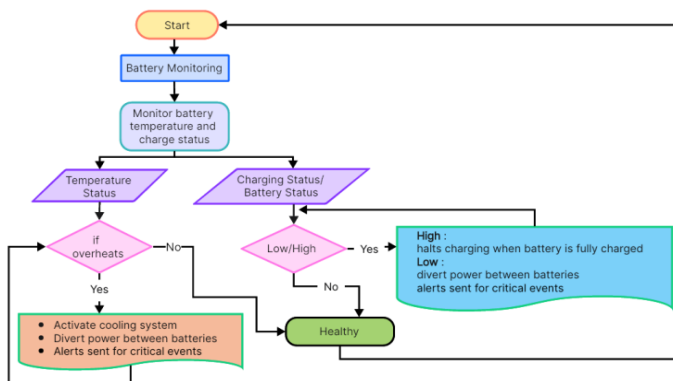 Start
Battery Monitoring
Monitor battery
temperature and
charge status
Temperature
Status
Charging Status/
Battery Status
if
overheats
No
Yes
Low/High
Yes
No
High :
halts charging when battery is fully charged
Low :
divert power between batteries
alerts sent for critical events
Activate cooling system
Divert power between batteries
Alerts sent for critical events
Healthy